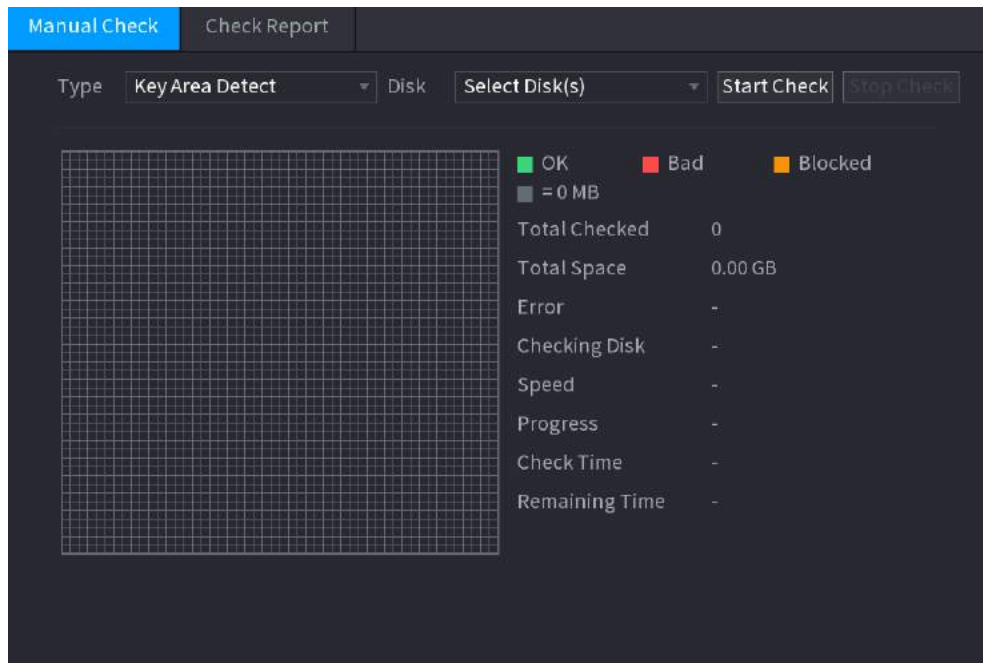 Manual Check Check Report
Type Key Area Detect Disk Select Disk(s) Start Check Stop Check
OK Bad Blocked
= 0 MB
Total Checked 0
Total Space 0.00 GB
Error -
Checking Disk -
Speed -
Progress -
Check Time -
Remaining Time -